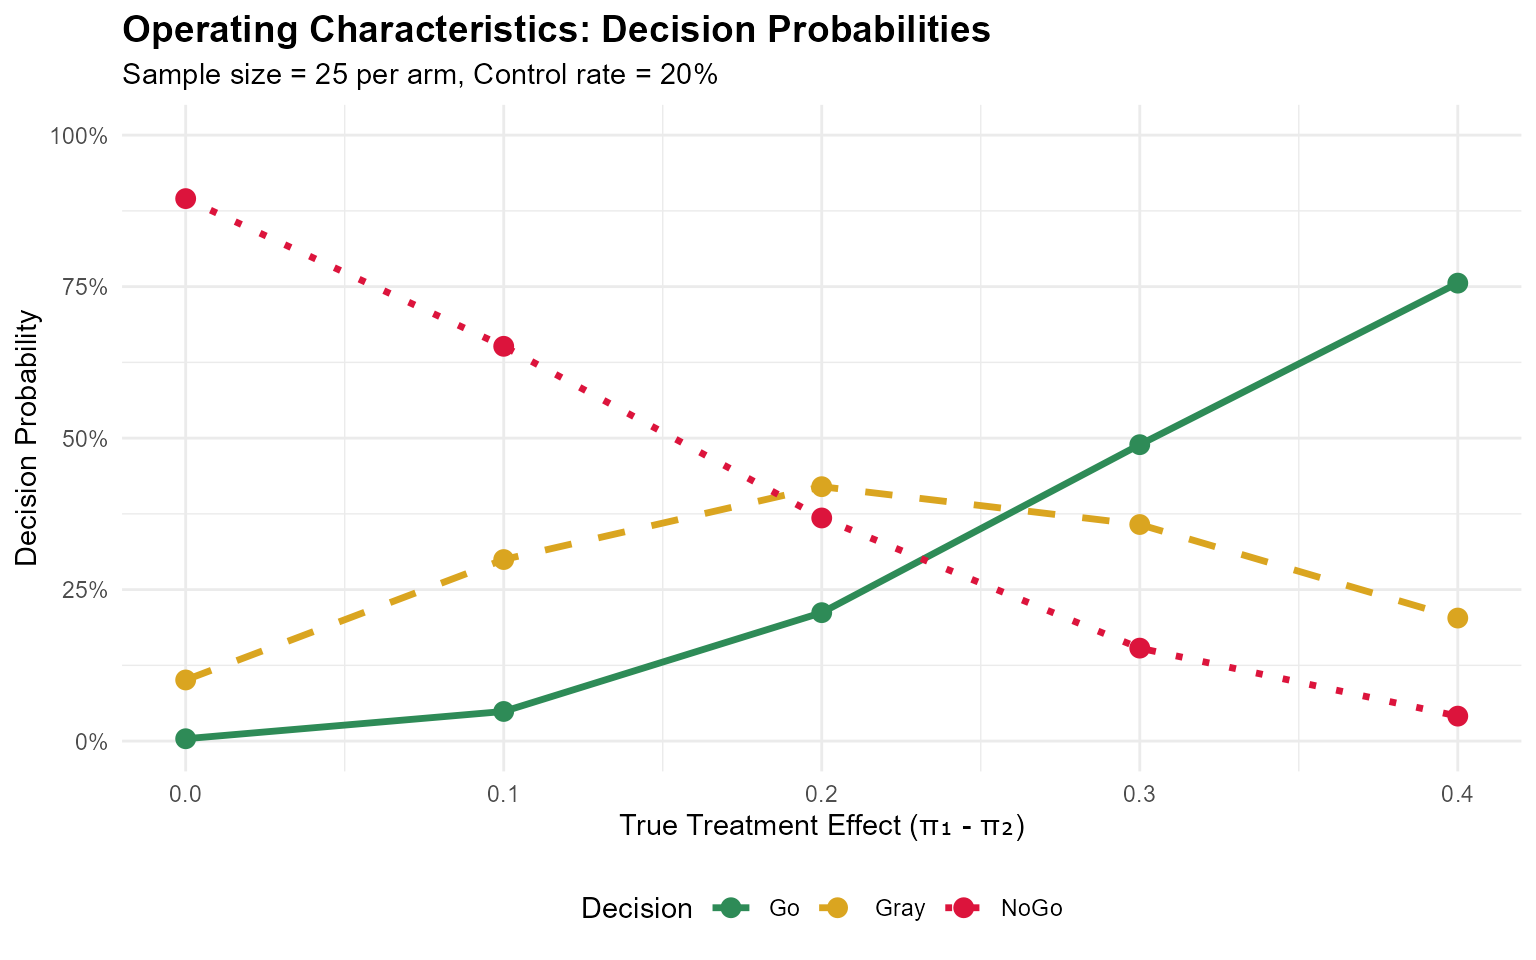 Operating Characteristics: Decision Probabilities
Sample size = 25 per arm, Control rate = 20%
Decision Probability
100%
75%
50%
25%
0%
0.0 0.1 0.2 0.3 0.4
True Treatment Effect (π₁ - π₂)
Decision Go Gray NoGo